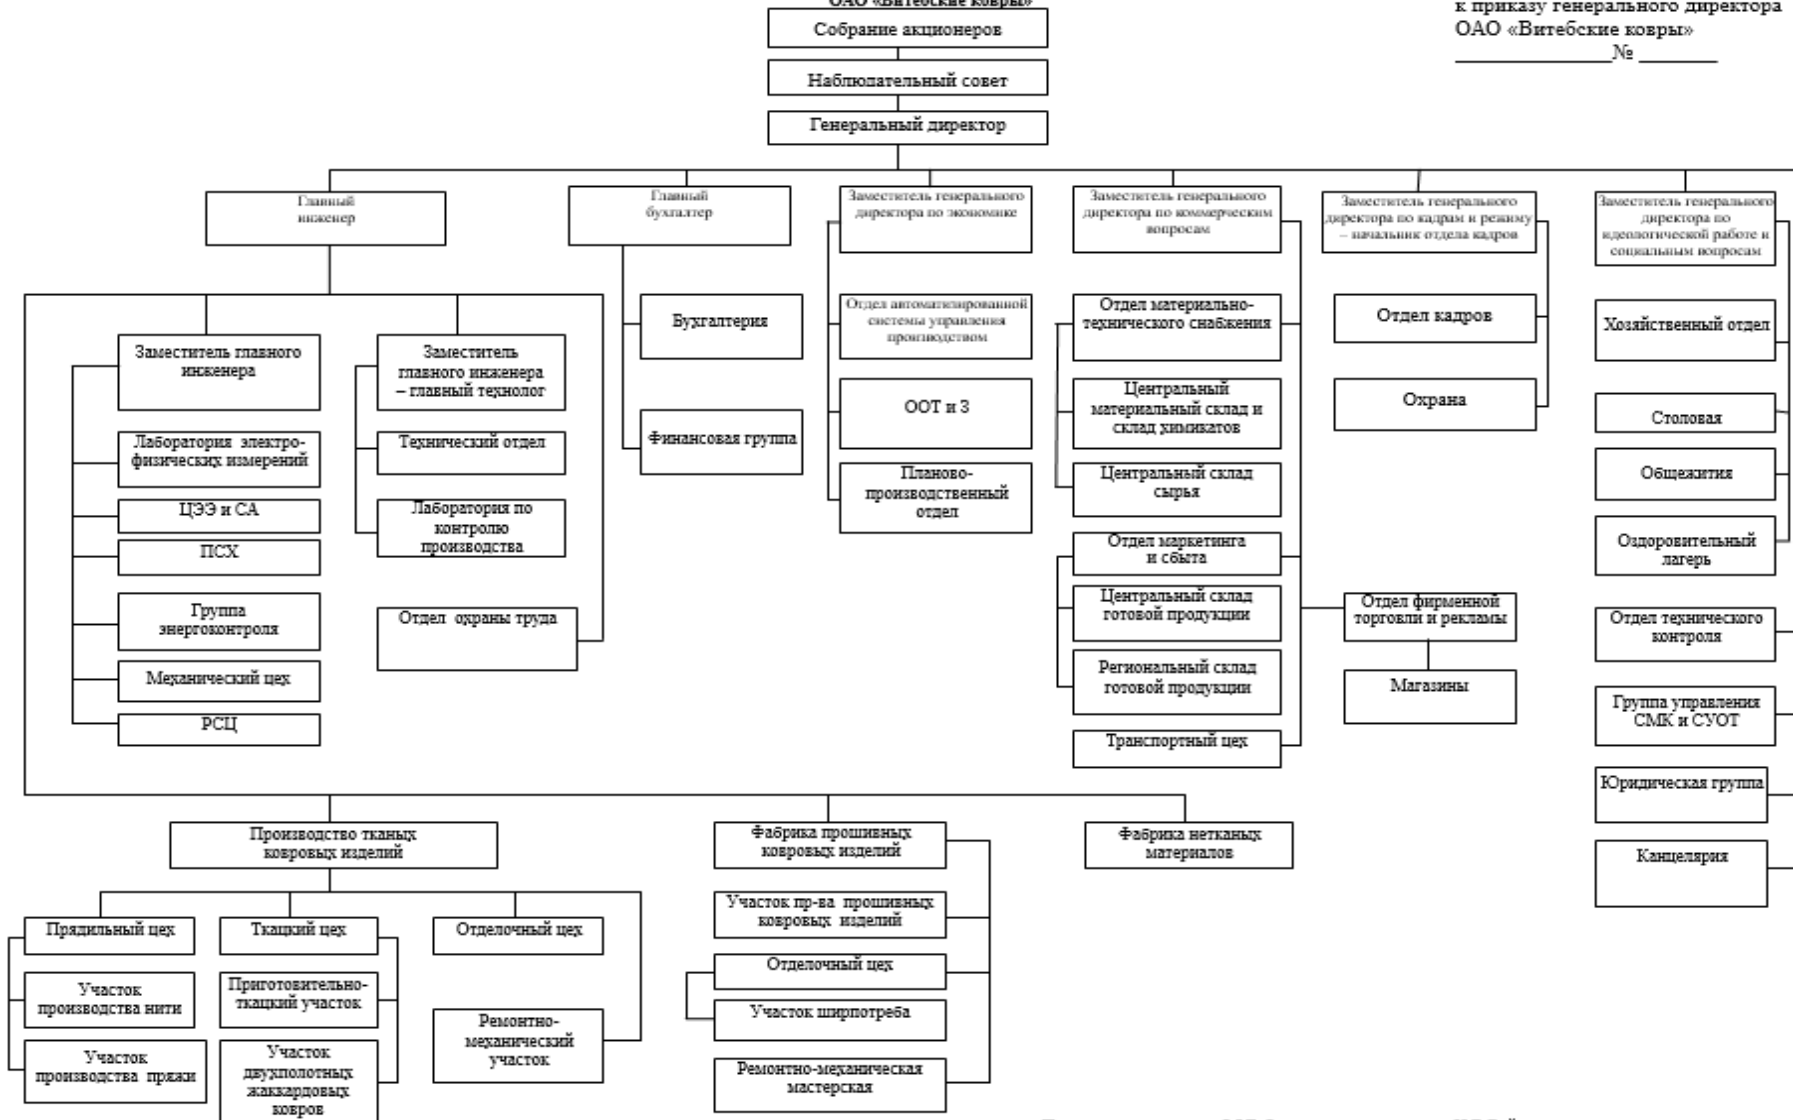 ОАО «Витебские ковры»
к приказу генерального директора
ОАО «Витебские ковры»
№
Собрание акционеров
Наблюдательный совет
Генеральный директор
Главный
инженер
Главный
бухгалтер
Заместитель генерального
директора по экономике
Заместитель генерального
директора по коммерческим
вопросам
Заместитель генерального
директора по кадрам и режиму
– начальник отдела кадров
Заместитель генерального
директора по
идеологической работе и
социальным вопросам
Заместитель главного
инженера
Лаборатория электро-
физических измерений
ЦЭЭ и СА
ПСХ
Группа
энергоконтроля
Механический цех
РСЦ
Заместитель
главного инженера
– главный технолог
Технический отдел
Лаборатория по
контролю
производства
Отдел охраны труда
Бухгалтерия
Финансовая группа
Отдел автоматизированной
системы управления
производством
ООТ и З
Планово-
производственный
отдел
Отдел материально-
технического снабжения
Центральный
материальный склад и
склад химикатов
Центральный склад
сырья
Отдел маркетинга
и сбыта
Центральный склад
готовой продукции
Региональный склад
готовой продукции
Транспортный цех
Отдел кадров
Охрана
Отдел фирменной
торговли и рекламы
Магазины
Хозяйственный отдел
Столовая
Общежития
Оздоровительный
лагерь
Отдел технического
контроля
Группа управления
СМК и СУОТ
Юридическая группа
Канцелярия
Производство тканых
ковровых изделий
Прядильный цех
Участок
производства нити
Участок
производства пряжи
Ткацкий цех
Приготовительно-
ткацкий участок
Участок
двухполотных
жаккардовых
ковров
Отделочный цех
Ремонтно-
механический
участок
Фабрика прошивных
ковровых изделий
Участок пр-ва прошивных
ковровых изделий
Отделочный цех
Участок ширпотреба
Ремонтно-механическая
мастерская
Фабрика нетканых
материалов